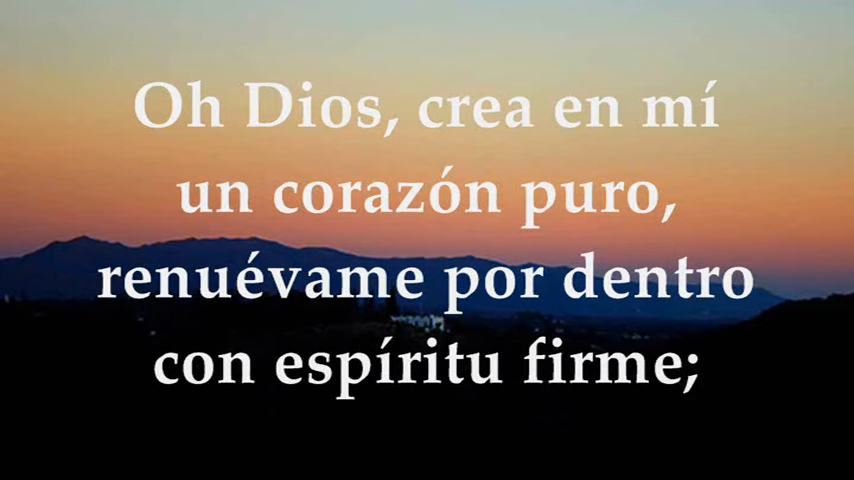 Oh Dios, crea en mí
un corazón puro,
renuévame por dentro
con espíritu firme;